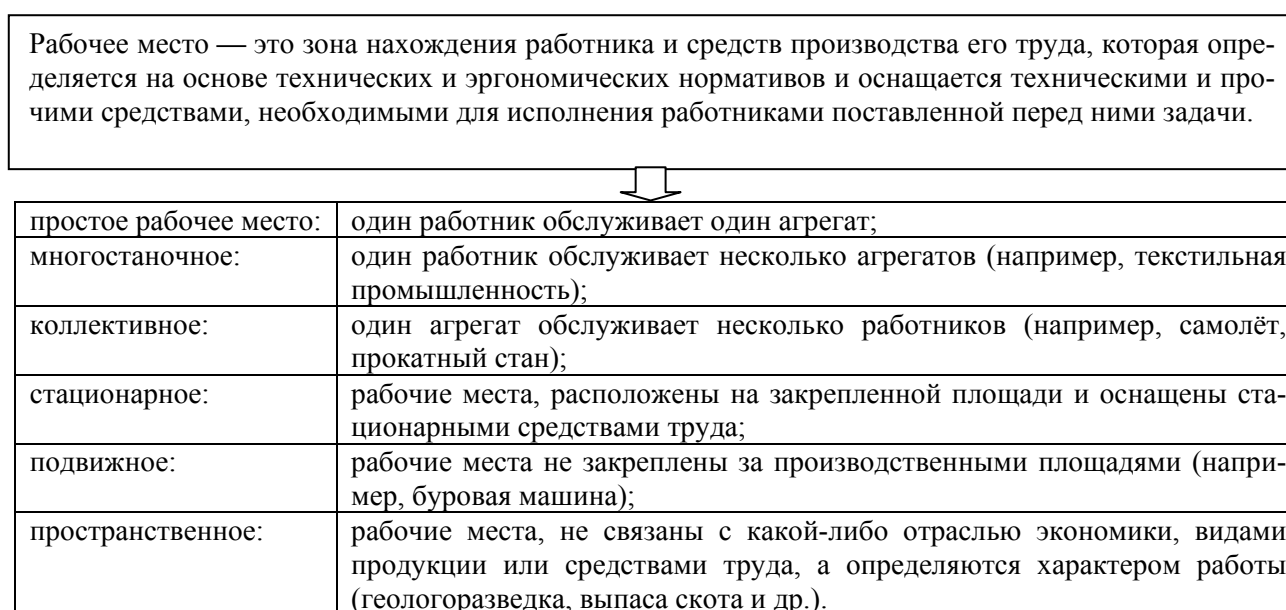 Рабочее место — это зона нахождения работника и средств производства его труда, которая опре-
деляется на основе технических и эргономических нормативов и оснащается техническими и про-
чими средствами, необходимыми для исполнения работниками поставленной перед ними задачи.
простое рабочее место: один работник обслуживает один агрегат;
многостаночное: один работник обслуживает несколько агрегатов (например, текстильная
промышленность);
коллективное: один агрегат обслуживает несколько работников (например, самолёт,
прокатный стан);
стационарное: рабочие места, расположены на закрепленной площади и оснащены ста-
ционарными средствами труда;
подвижное: рабочие места не закреплены за производственными площадями (напри-
мер, буровая машина);
пространственное: рабочие места, не связаны с какой-либо отраслью экономики, видами
продукции или средствами труда, а определяются характером работы
(геологоразведка, выпаса скота и др.).